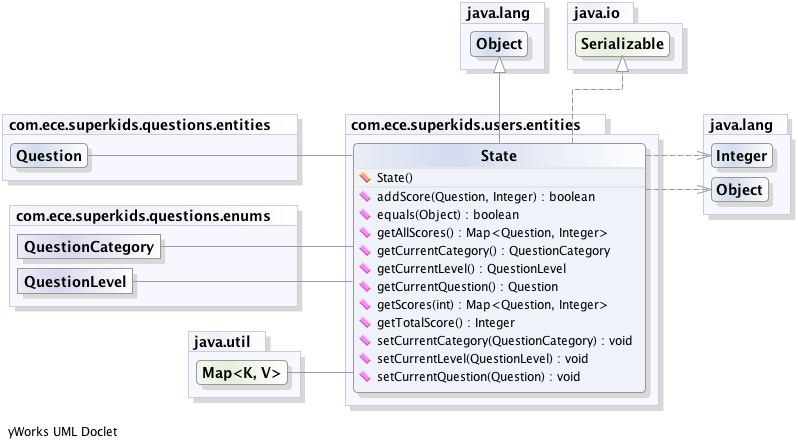 java.lang
Object
java.io
Serializable
com.ece.superkids.questions.entities
Question
com.ece.superkids.users.entities
State
State()
addScore(Question, Integer) : boolean
equals(Object) : boolean
getAllScores() : Map<Question, Integer>
getCurrentCategory() : QuestionCategory
getCurrentLevel() : QuestionLevel
getCurrentQuestion() : Question
getScores(int) : Map<Question, Integer>
getTotalScore() : Integer
setCurrentCategory(QuestionCategory) : void
setCurrentLevel(QuestionLevel) : void
setCurrentQuestion(Question) : void
java.lang
Integer
Object
com.ece.superkids.questions.enums
QuestionCategory
QuestionLevel
java.util
Map<K, V>
yWorks UML Doclet